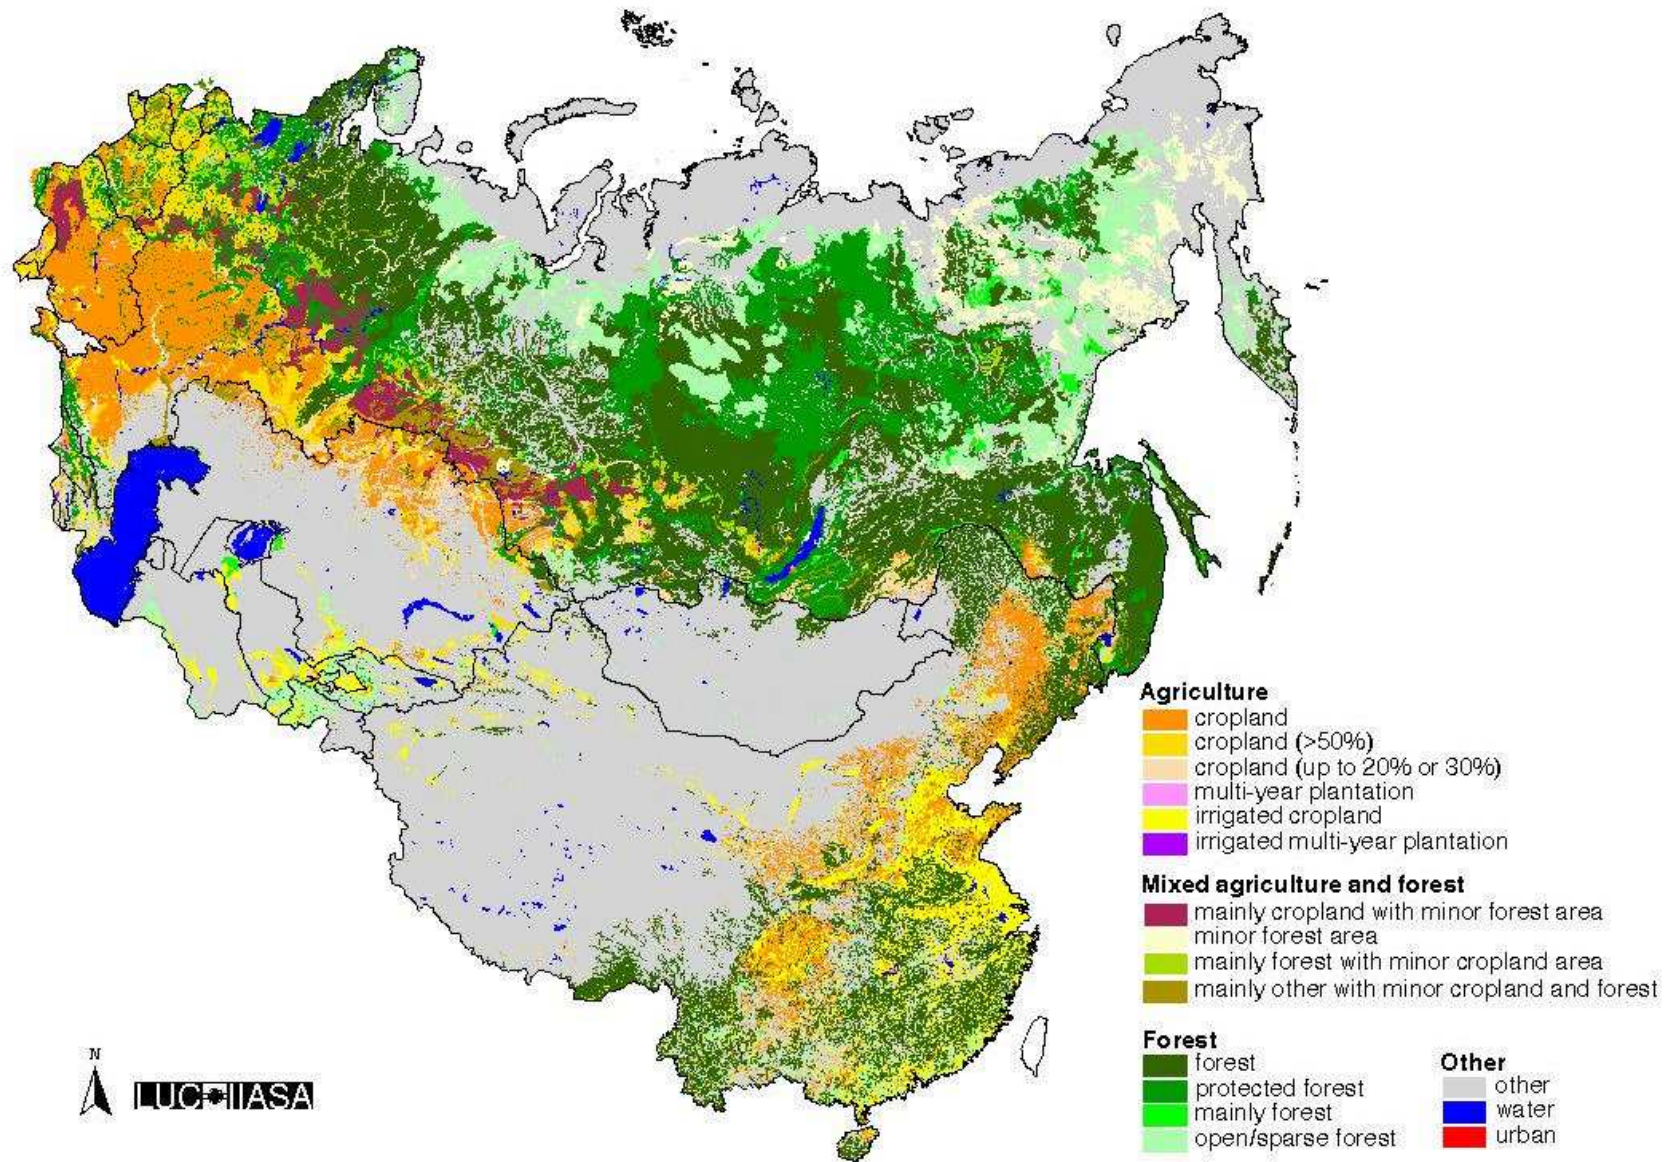 Agriculture
cropland
cropland (>50%)
cropland (up to 20% or 30%)
multi-year plantation
irrigated cropland
irrigated multi-year plantation
Mixed agriculture and forest
mainly cropland with minor forest area
minor forest area
mainly forest with minor cropland area
mainly other with minor cropland and forest
Forest
forest
protected forest
mainly forest
open/sparse forest
Other
other
water
urban
N
LUC IIASA